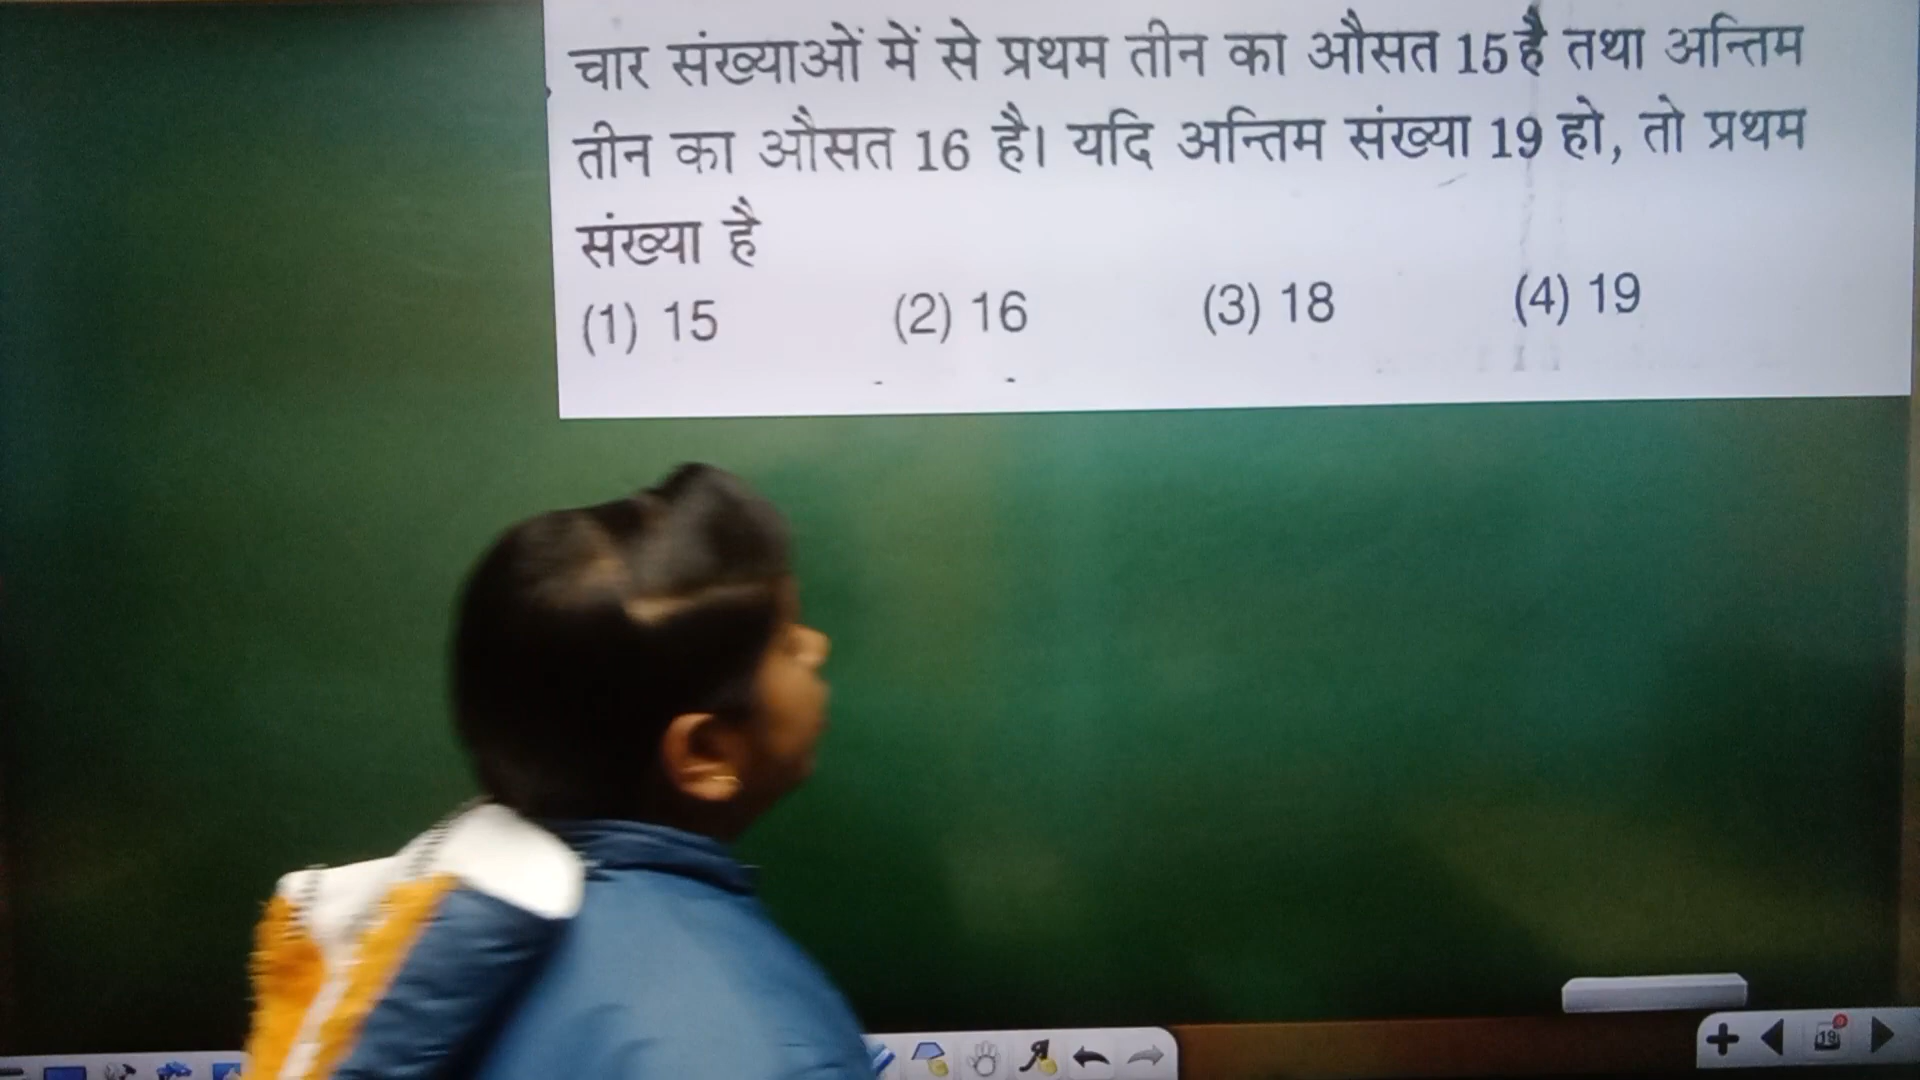 चार संख्याओं में से प्रथम तीन का औसत 15 है तथा अन्तिम
तीन का औसत 16 है। यदि अन्तिम संख्या 19 हो, तो प्रथम
संख्या है
(1) 15 (2) 16 (3) 18 (4) 19
19